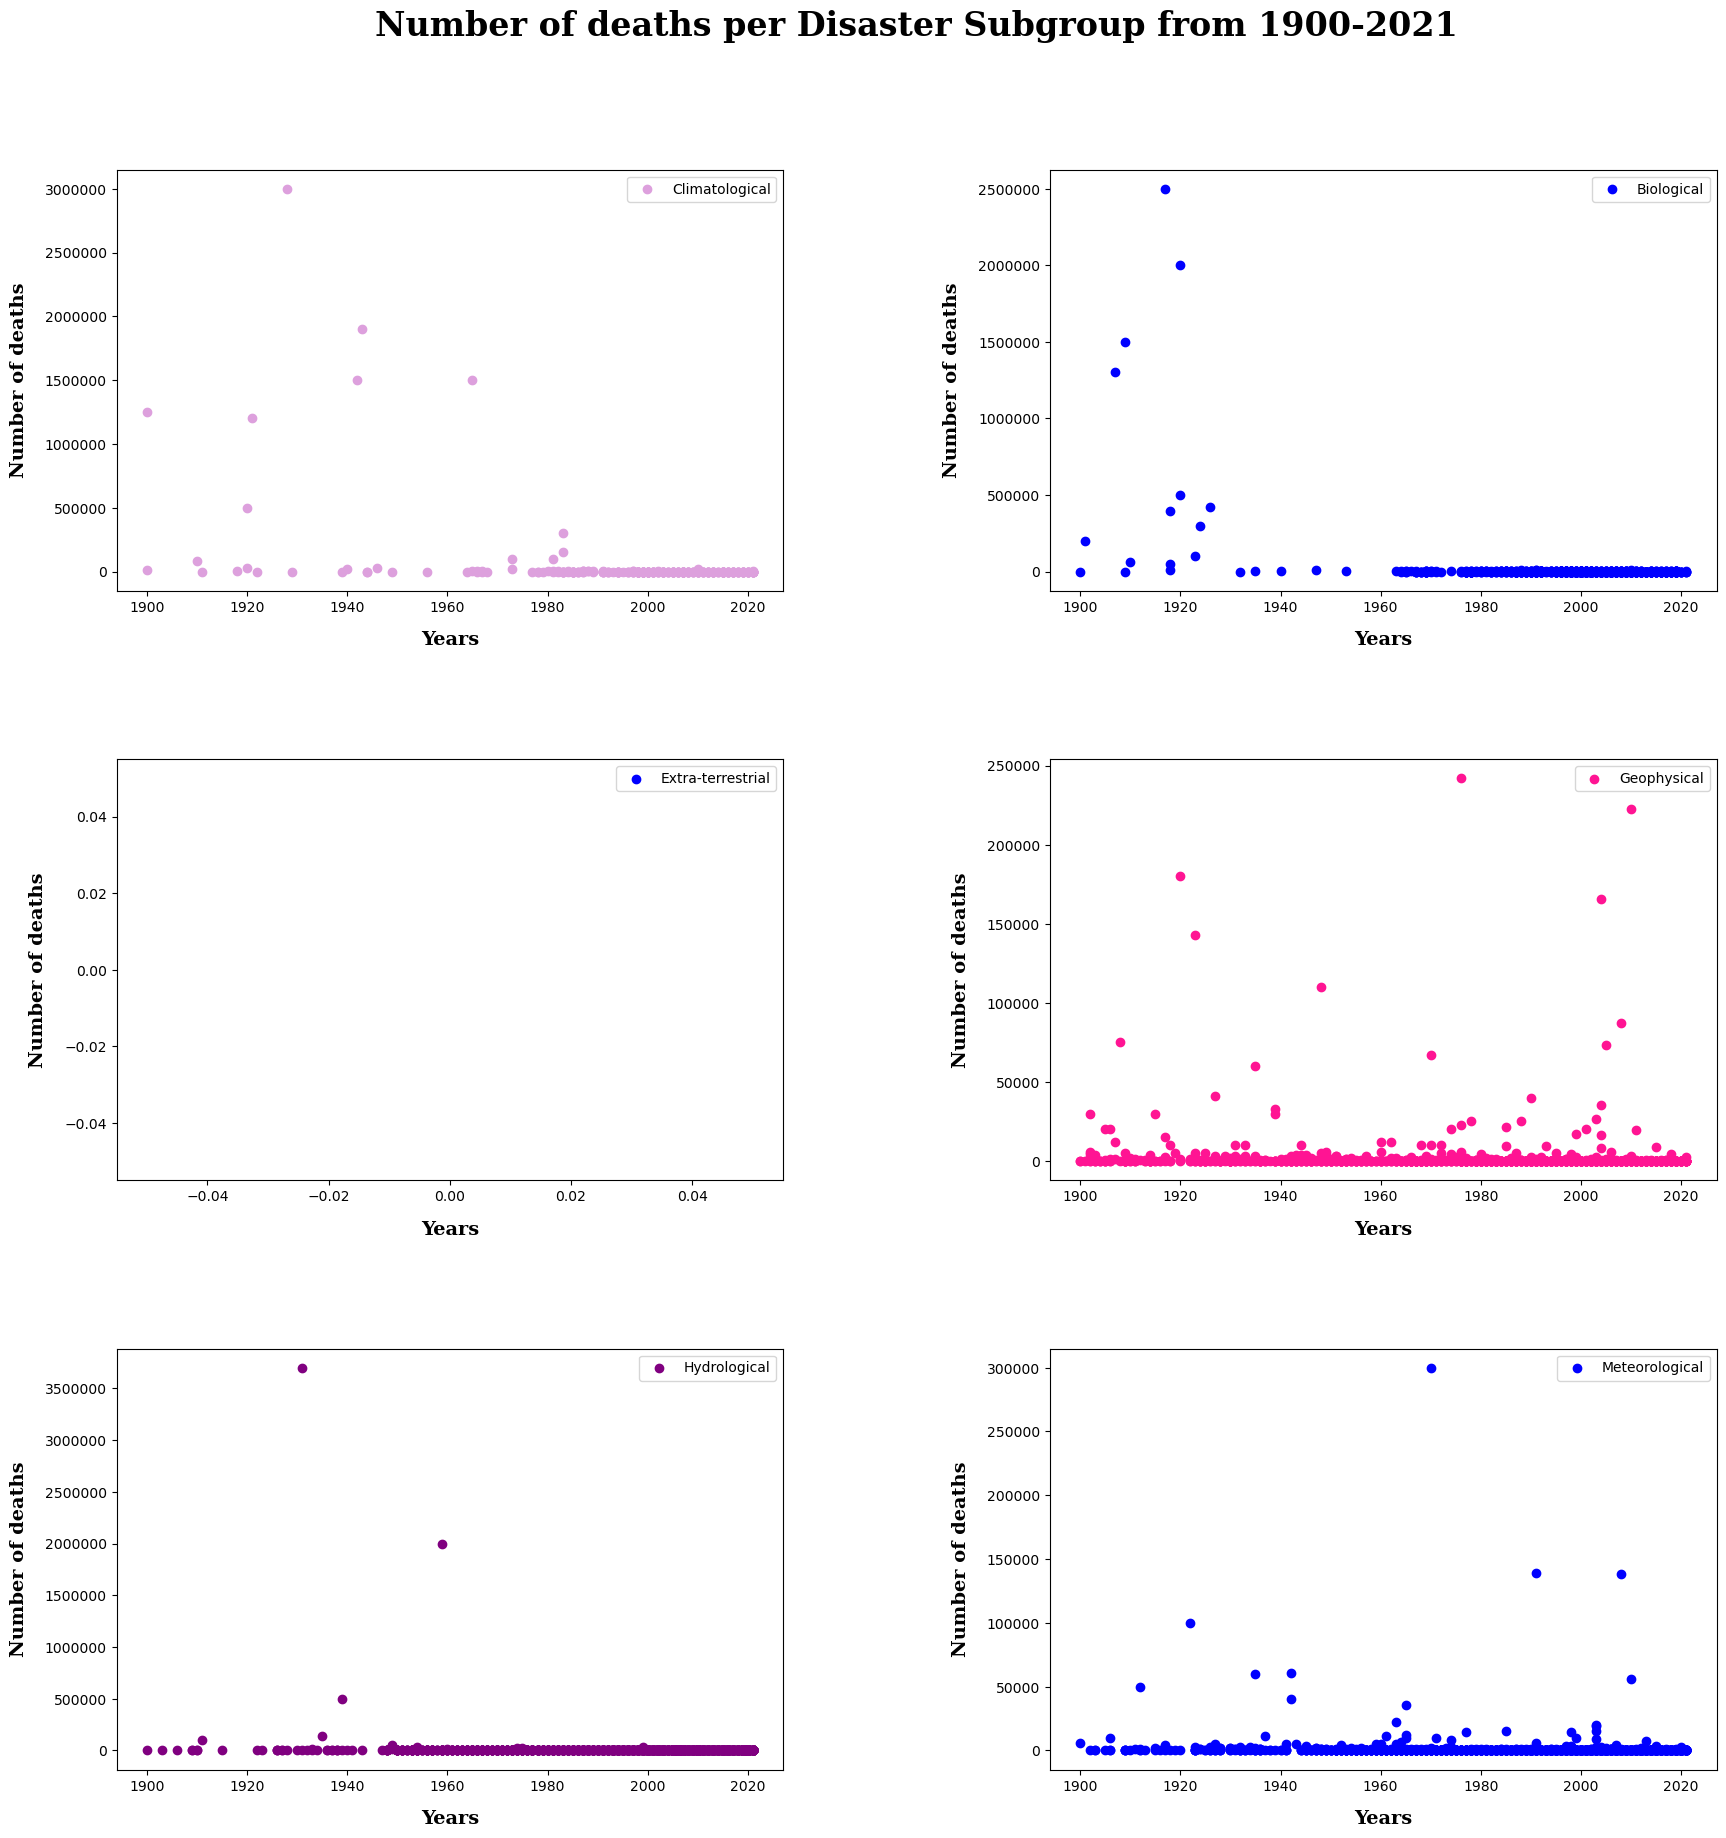 Number of deaths per Disaster Subgroup from 1900-2021
Climatological
Number of deaths
3000000
2500000
2000000
1500000
1000000
500000
0
1900 1920 1940 1960 1980 2000 2020
Years
Biological
Number of deaths
2500000
2000000
1500000
1000000
500000
0
1900 1920 1940 1960 1980 2000 2020
Years
Extra-terrestrial
Number of deaths
0.04
0.02
0.00
−0.02
−0.04
−0.04 −0.02 0.00 0.02 0.04
Years
Geophysical
Number of deaths
250000
200000
150000
100000
50000
0
1900 1920 1940 1960 1980 2000 2020
Years
Hydrological
Number of deaths
3500000
3000000
2500000
2000000
1500000
1000000
500000
0
1900 1920 1940 1960 1980 2000 2020
Years
Meteorological
Number of deaths
300000
250000
200000
150000
100000
50000
0
1900 1920 1940 1960 1980 2000 2020
Years